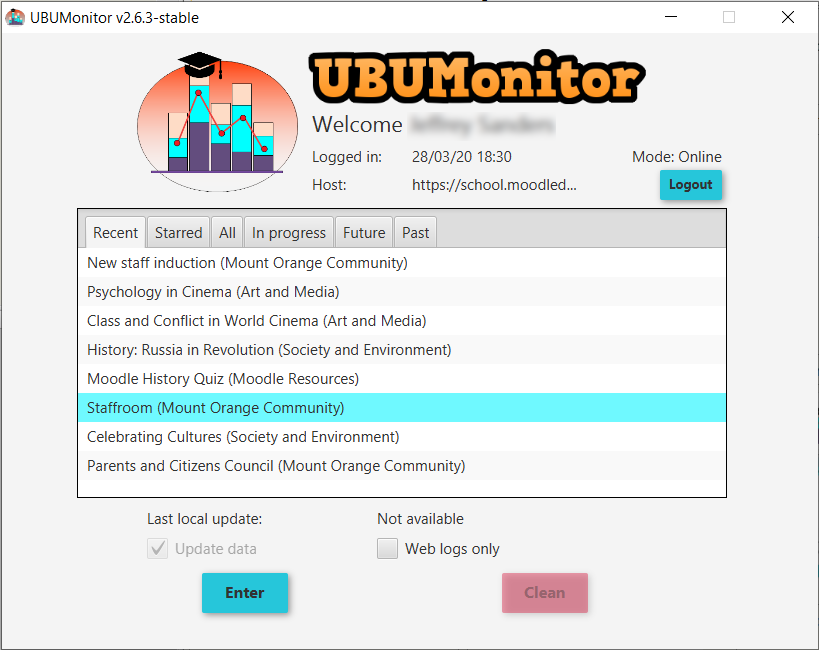 UBUMonitor v2.6.3-stable
UBUMonitor
Welcome
Logged in: 28/03/20 18:30 Mode: Online
Host: https://school.moodled... Logout
Recent Starred All In progress Future Past
New staff induction (Mount Orange Community)
Psychology in Cinema (Art and Media)
Class and Conflict in World Cinema (Art and Media)
History: Russia in Revolution (Society and Environment)
Moodle History Quiz (Moodle Resources)
Staffroom (Mount Orange Community)
Celebrating Cultures (Society and Environment)
Parents and Citizens Council (Mount Orange Community)
Last local update: Not available
Update data Web logs only
Enter Clean